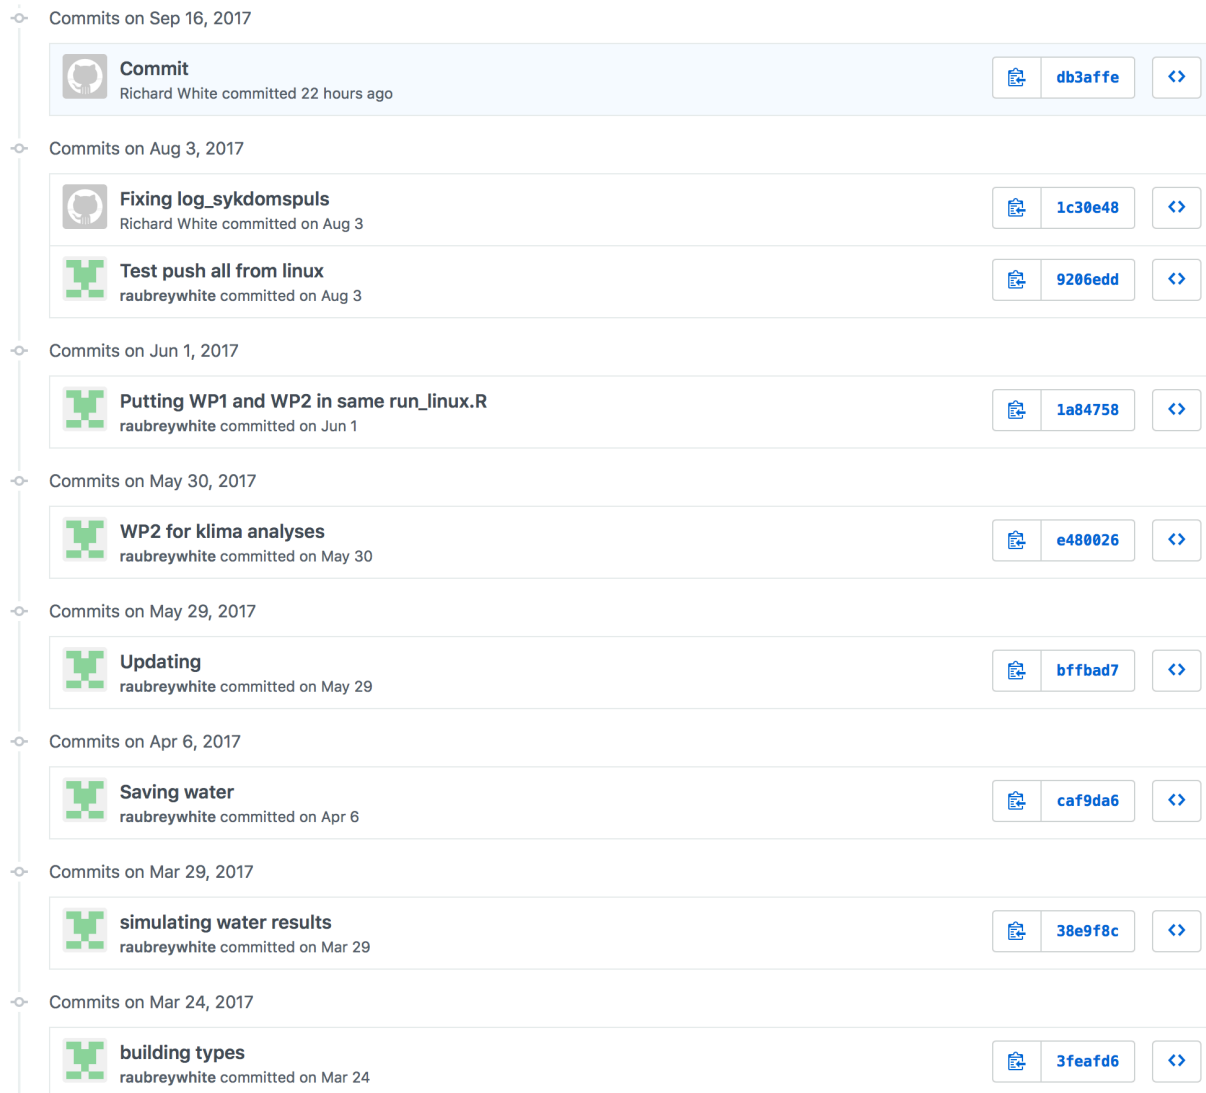 Commits on Sep 16, 2017
Commit
Richard White committed 22 hours ago
db3affe
Commits on Aug 3, 2017
Fixing log_sykdomspuls
Richard White committed on Aug 3
1c30e48
Test push all from linux
raubreywhite committed on Aug 3
9206edd
Commits on Jun 1, 2017
Putting WP1 and WP2 in same run_linux.R
raubreywhite committed on Jun 1
1a84758
Commits on May 30, 2017
WP2 for klima analyses
raubreywhite committed on May 30
e480026
Commits on May 29, 2017
Updating
raubreywhite committed on May 29
bffbad7
Commits on Apr 6, 2017
Saving water
raubreywhite committed on Apr 6
caf9da6
Commits on Mar 29, 2017
simulating water results
raubreywhite committed on Mar 29
38e9f8c
Commits on Mar 24, 2017
building types
raubreywhite committed on Mar 24
3feafd6